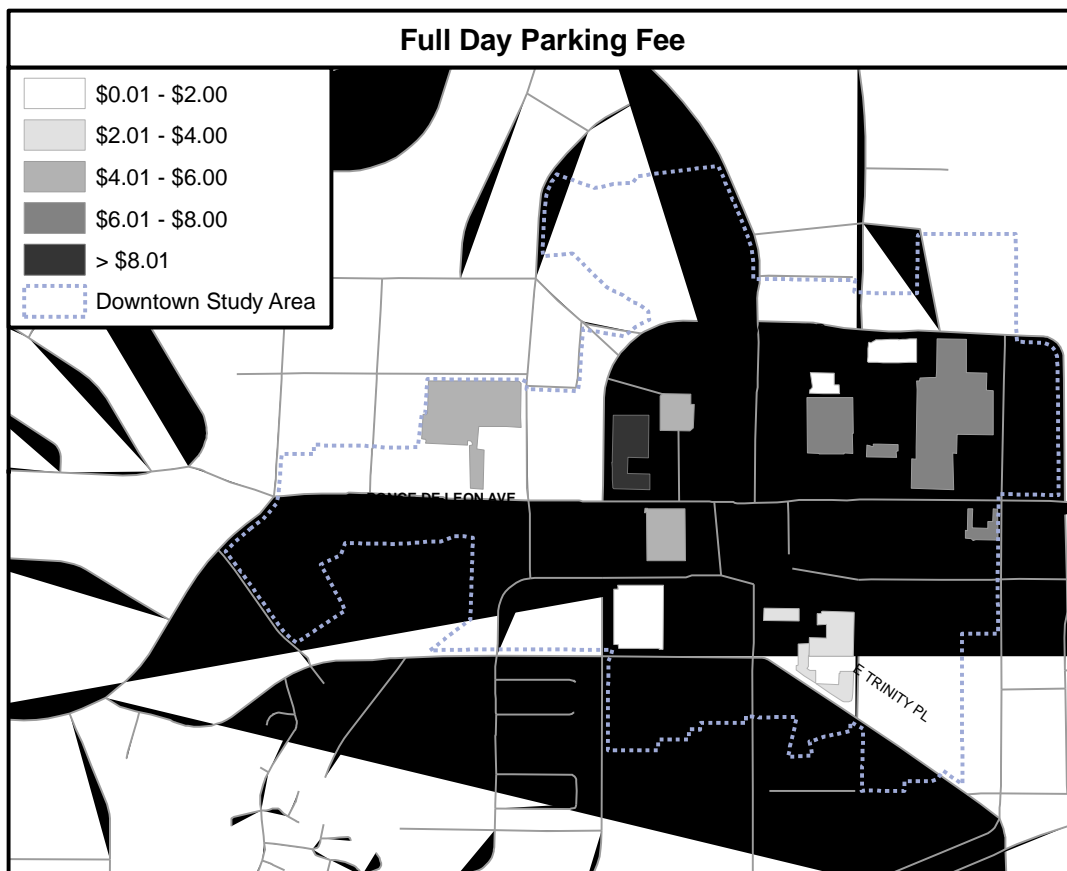 Full Day Parking Fee
$0.01 - $2.00
$2.01 - $4.00
$4.01 - $6.00
$6.01 - $8.00
> $8.01
Downtown Study Area
PONCE DE LEON AVE
E TRINITY PL